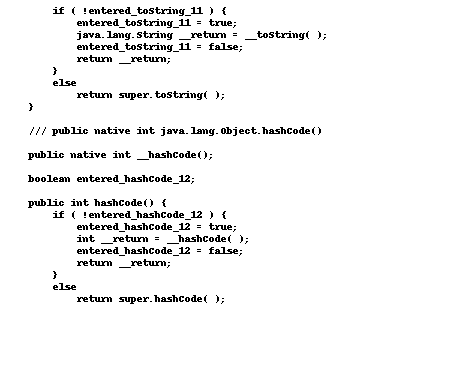 if ( !entered_toString_11 ) {
entered_toString_11 = true;
java.lang.String __return = __toString( );
entered_toString_11 = false;
return __return;
}
else
return super.toString( );
}
/// public native int java.lang.Object.hashCode()
public native int __hashCode();
boolean entered_hashCode_12;
public int hashCode() {
if ( !entered_hashCode_12 ) {
entered_hashCode_12 = true;
int __return = __hashCode( );
entered_hashCode_12 = false;
return __return;
}
else
return super.hashCode( );